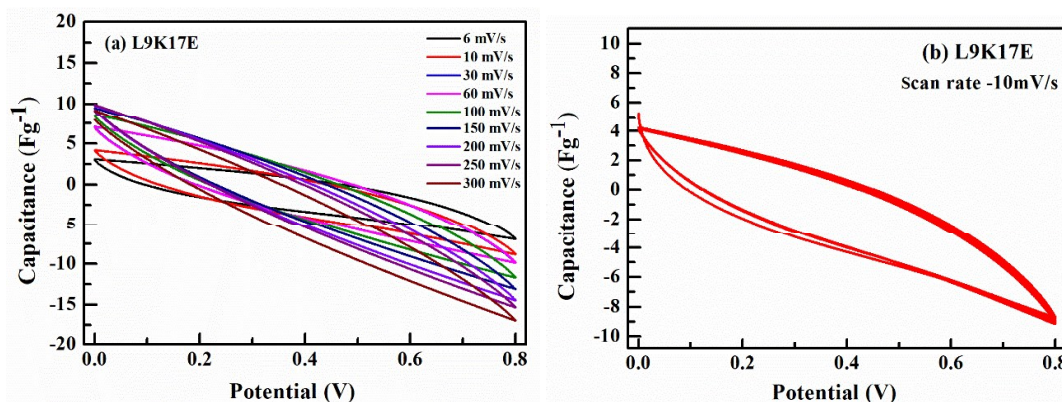 (a) L9K17E
6 mV/s
10 mV/s
30 mV/s
60 mV/s
100 mV/s
150 mV/s
200 mV/s
250 mV/s
300 mV/s
20
15
10
5
0
-5
-10
-15
-20
Capacitance (Fg⁻¹)
0.0 0.2 0.4 0.6 0.8
Potential (V)
(b) L9K17E
Scan rate -10mV/s
10
8
6
4
2
0
-2
-4
-6
-8
-10
Capacitance (Fg⁻¹)
0.0 0.2 0.4 0.6 0.8
Potential (V)